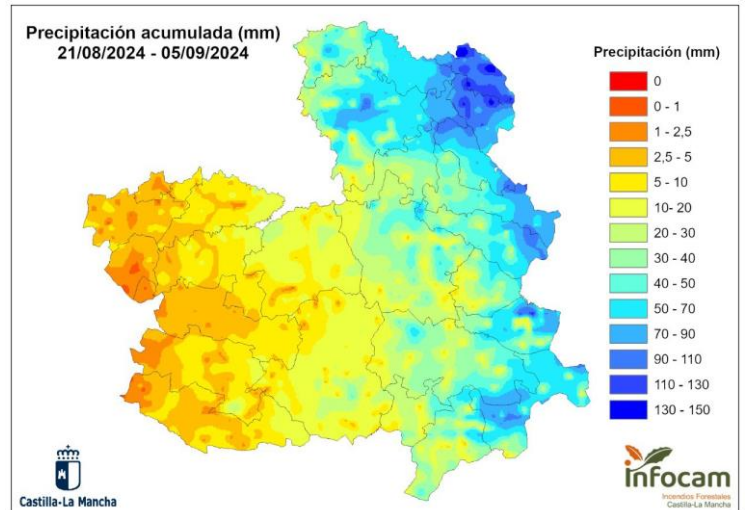 Precipitación acumulada (mm)
21/08/2024 - 05/09/2024
Precipitación (mm)
0
0 - 1
1 - 2,5
2,5 - 5
5 - 10
10- 20
20 - 30
30 - 40
40 - 50
50 - 70
70 - 90
90 - 110
110 - 130
130 - 150
Castilla-La Mancha
infocam
Incendios Forestales
Castilla-La Mancha